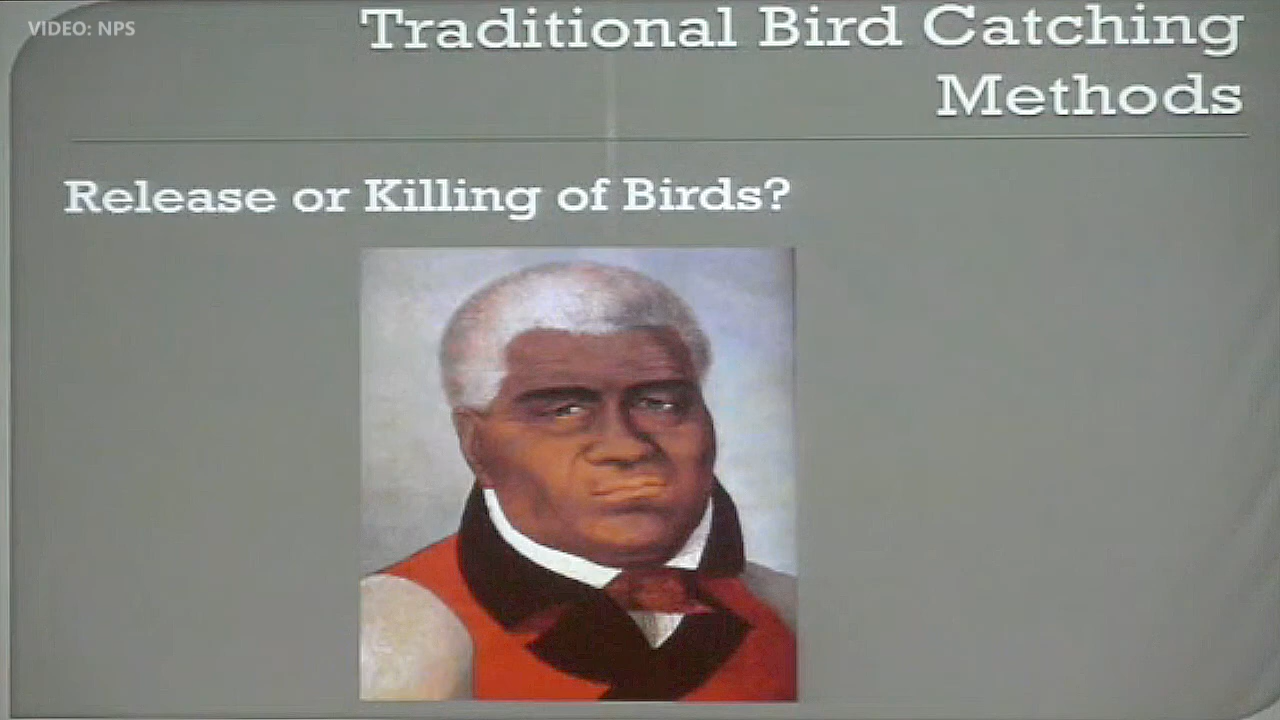 VIDEO: NPS
Traditional Bird Catching
Methods
Release or Killing of Birds?